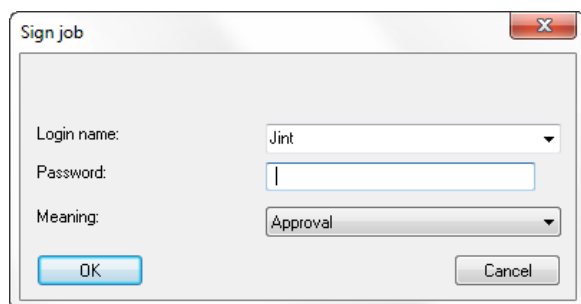 Sign job
Login name: Jint
Password:
Meaning: Approval
OK Cancel